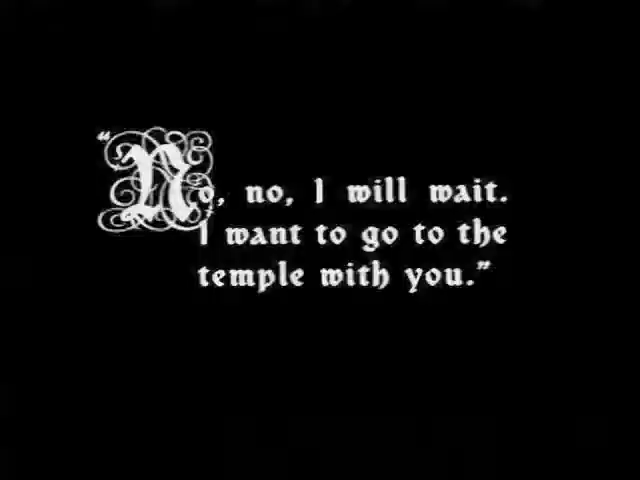 "No, no, I will wait.
I want to go to the
temple with you."